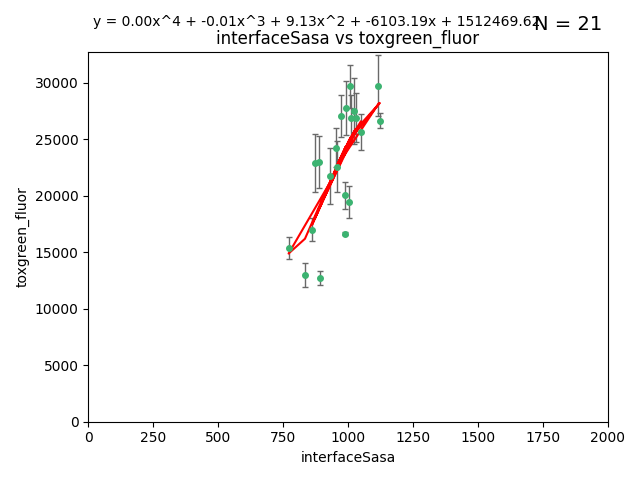 y = 0.00x^4 + -0.01x^3 + 9.13x^2 + -6103.19x + 1512469.62
N = 21
interfaceSasa vs toxgreen_fluor
30000
25000
20000
15000
10000
5000
0
toxgreen_fluor
0 250 500 750 1000 1250 1500 1750 2000
interfaceSasa